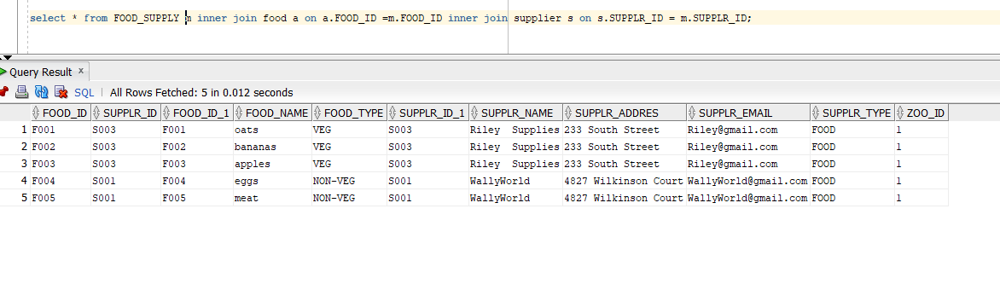 select * from FOOD_SUPPLY m inner join food a on a.FOOD_ID =m.FOOD_ID inner join supplier s on s.SUPPLR_ID = m.SUPPLR_ID;
Query Result x
SQL | All Rows Fetched: 5 in 0.012 seconds
FOOD_ID SUPPLR_ID FOOD_ID_1 FOOD_NAME FOOD_TYPE SUPPLR_ID_1 SUPPLR_NAME SUPPLR_ADDRES SUPPLR_EMAIL SUPPLR_TYPE ZOO_ID
1 F001 S003 F001 oats VEG S003 Riley  Supplies 233 South Street Riley@gmail.com FOOD 1
2 F002 S003 F002 bananas VEG S003 Riley  Supplies 233 South Street Riley@gmail.com FOOD 1
3 F003 S003 F003 apples VEG S003 Riley  Supplies 233 South Street Riley@gmail.com FOOD 1
4 F004 S001 F004 eggs NON-VEG S001 WallyWorld 4827 Wilkinson Court WallyWorld@gmail.com FOOD 1
5 F005 S001 F005 meat NON-VEG S001 WallyWorld 4827 Wilkinson Court WallyWorld@gmail.com FOOD 1